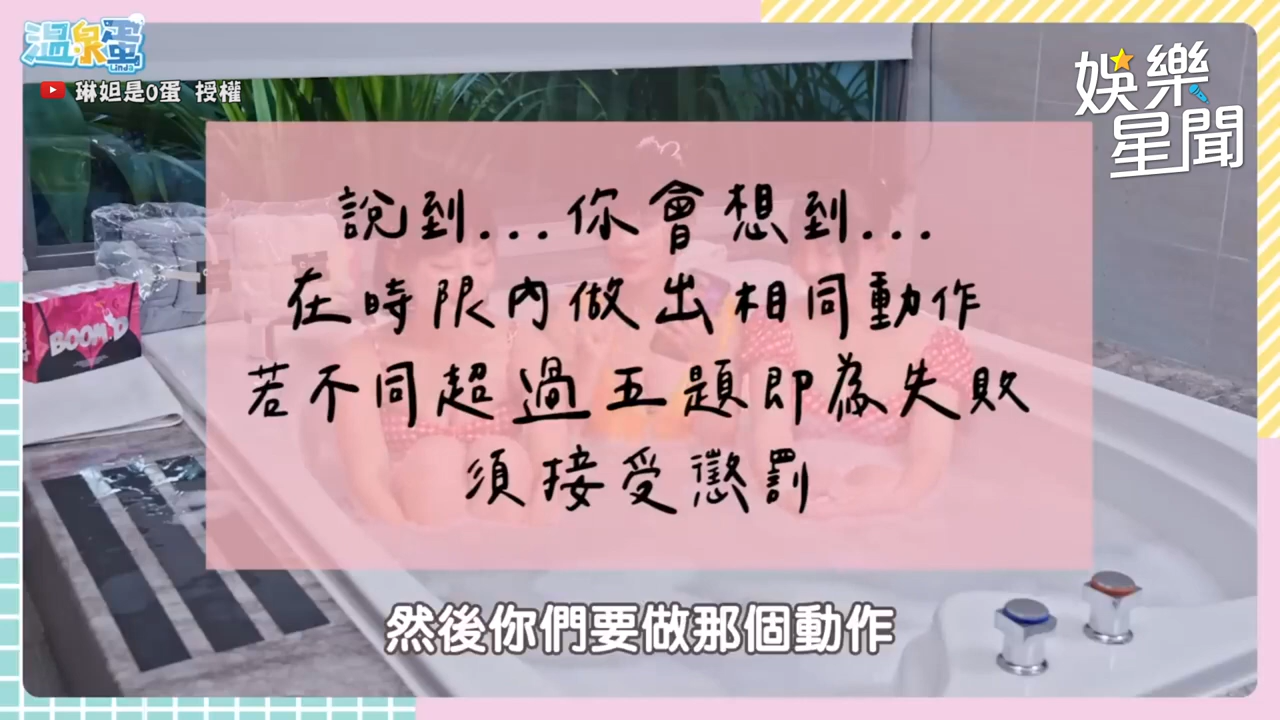 温泉蛋
Linda
琳妲是0蛋 授權
娛樂
星聞
說到...你會想到...
在時限內做出相同動作
若不同超過五題即為失敗
須接受懲罰
BOOM.D
然後你們要做那個動作